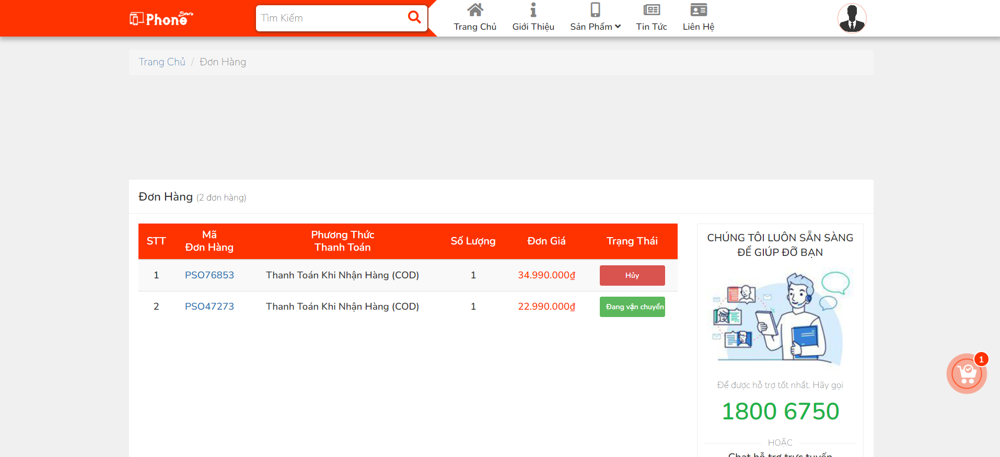 Phone Store
Tìm Kiếm
Trang Chủ
Giới Thiệu
Sản Phẩm
Tin Tức
Liên Hệ
Trang Chủ / Đơn Hàng
Đơn Hàng (2 đơn hàng)
STT
Mã
Đơn Hàng
Phương Thức
Thanh Toán
Số Lượng
Đơn Giá
Trạng Thái
1 PSO76853 Thanh Toán Khi Nhận Hàng (COD) 1 34.990.000₫ Hủy
2 PSO47273 Thanh Toán Khi Nhận Hàng (COD) 1 22.990.000₫ Đang vận chuyển
CHÚNG TÔI LUÔN SẴN SÀNG
ĐỂ GIÚP ĐỠ BẠN
Để được hỗ trợ tốt nhất. Hãy gọi
1800 6750
HOẶC
Chat hỗ trợ trực tuyến
1